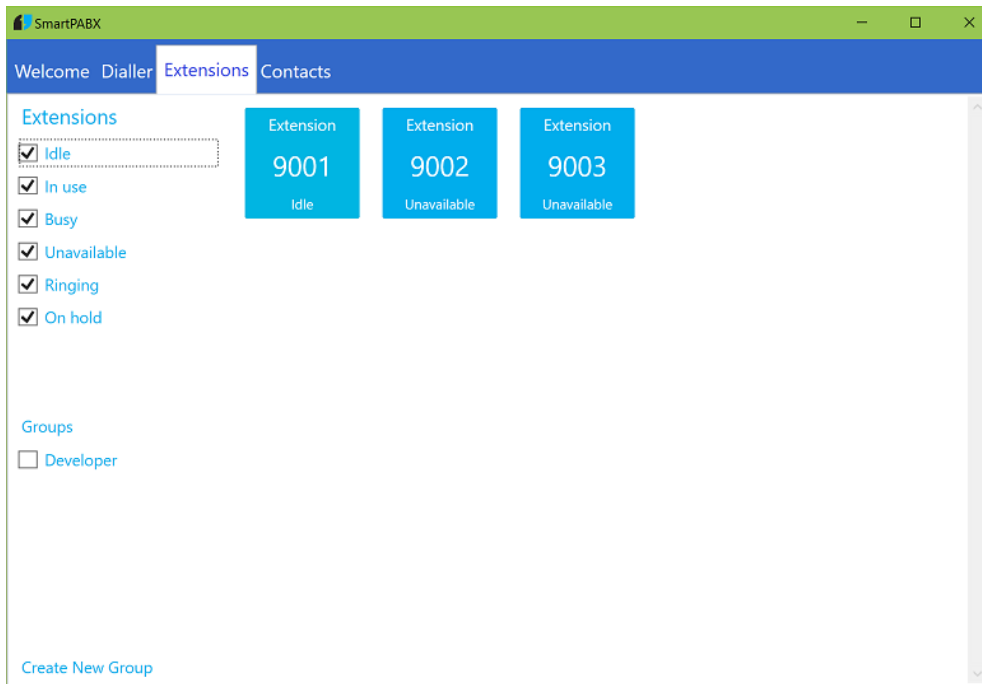 SmartPABX
Welcome Dialler Extensions Contacts
Extensions
Idle
In use
Busy
Unavailable
Ringing
On hold
Groups
Developer
Create New Group
Extension
9001
Idle
Extension
9002
Unavailable
Extension
9003
Unavailable